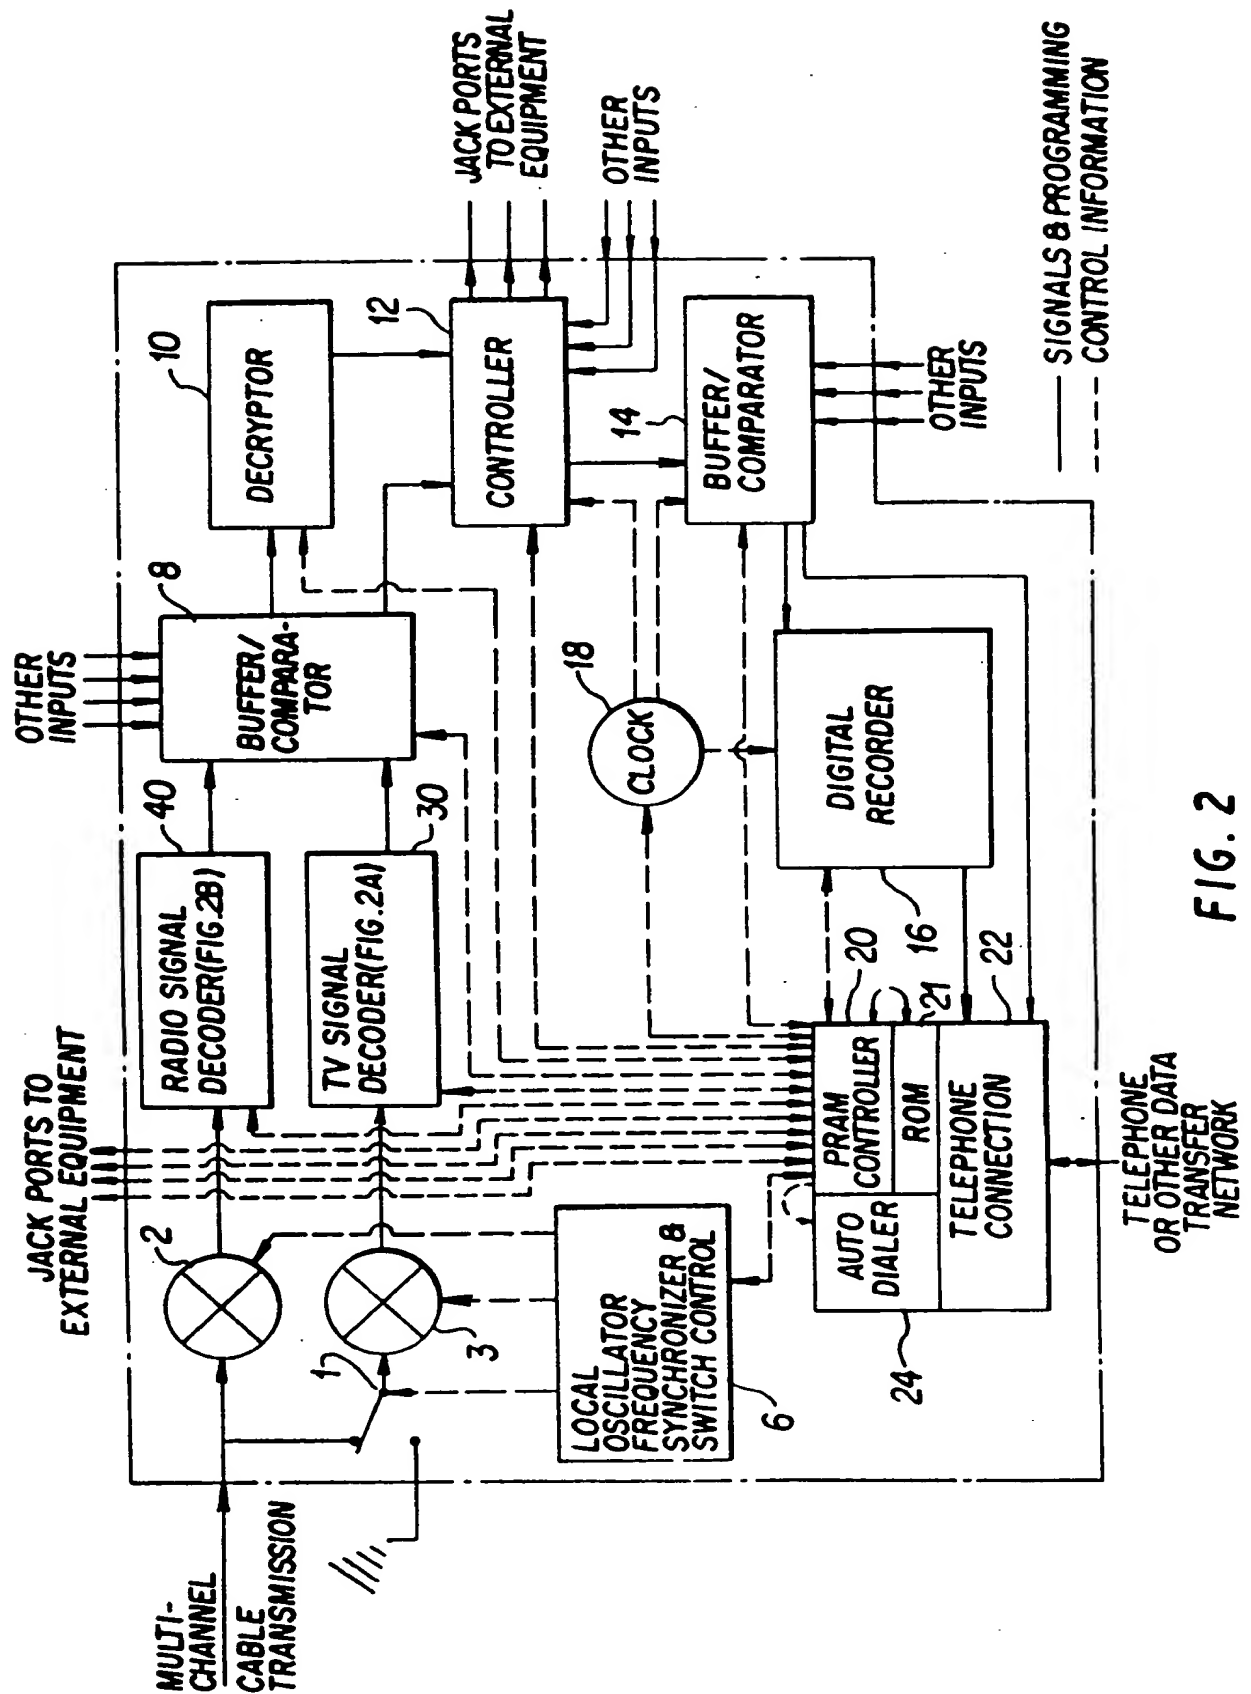 MULTI-
CHANNEL
CABLE
TRANSMISSION
JACK PORTS TO
EXTERNAL EQUIPMENT
OTHER
INPUTS
2
RADIO SIGNAL
DECODER(FIG.2B)
40
BUFFER/
COMPARA-
TOR
8
DECRYPTOR
10
1
3
TV SIGNAL
DECODER(FIG.2A)
30
CONTROLLER
12
JACK PORTS
TO EXTERNAL
EQUIPMENT
OTHER
INPUTS
LOCAL
OSCILLATOR
FREQUENCY
SYNCHRONIZER &
SWITCH CONTROL
6
CLOCK
18
BUFFER/
COMPARATOR
14
OTHER
INPUTS
AUTO
DIALER
24
PRAM
CONTROLLER
20
ROM
21
TELEPHONE
CONNECTION
22
DIGITAL
RECORDER
16
TELEPHONE
OR OTHER DATA
TRANSFER
NETWORK
SIGNALS & PROGRAMMING
CONTROL INFORMATION
FIG. 2